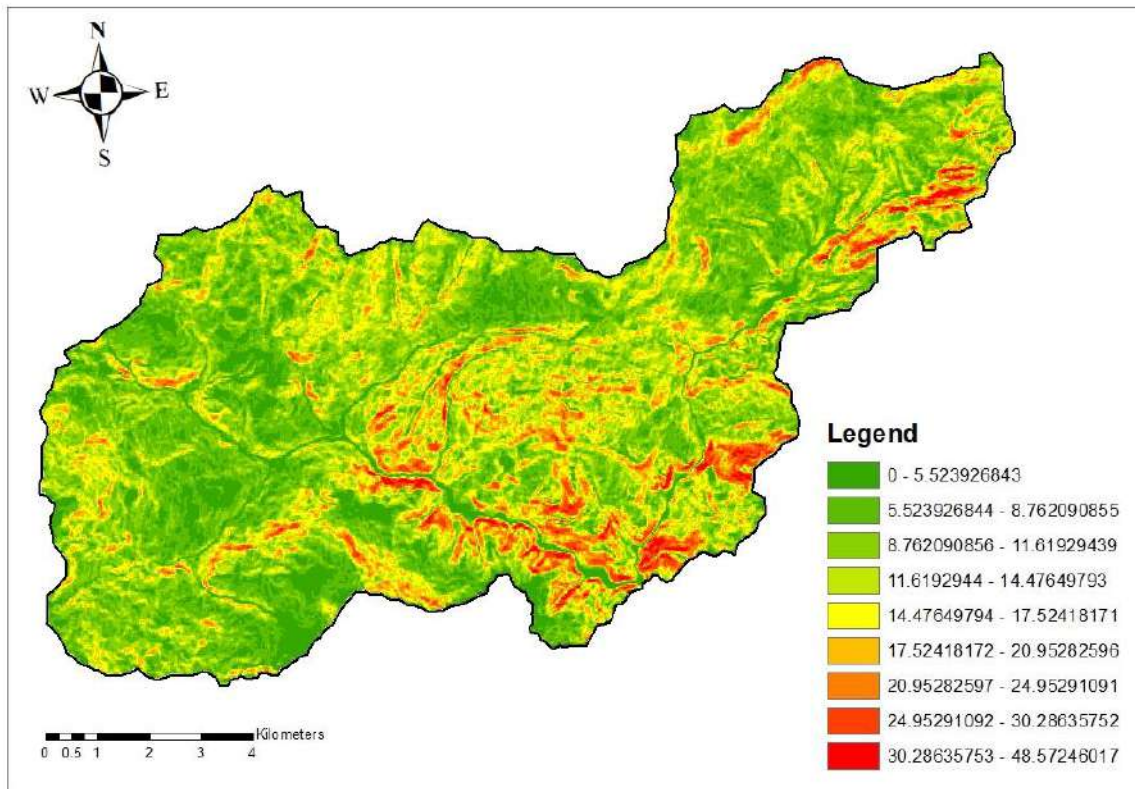 N
W E
S
Legend
0 - 5.523926843
5.523926844 - 8.762090855
8.762090856 - 11.61929439
11.6192944 - 14.47649793
14.47649794 - 17.52418171
17.52418172 - 20.95282596
20.95282597 - 24.95291091
24.95291092 - 30.28635752
30.28635753 - 48.57246017
Kilometers
0 0.5 1 2 3 4